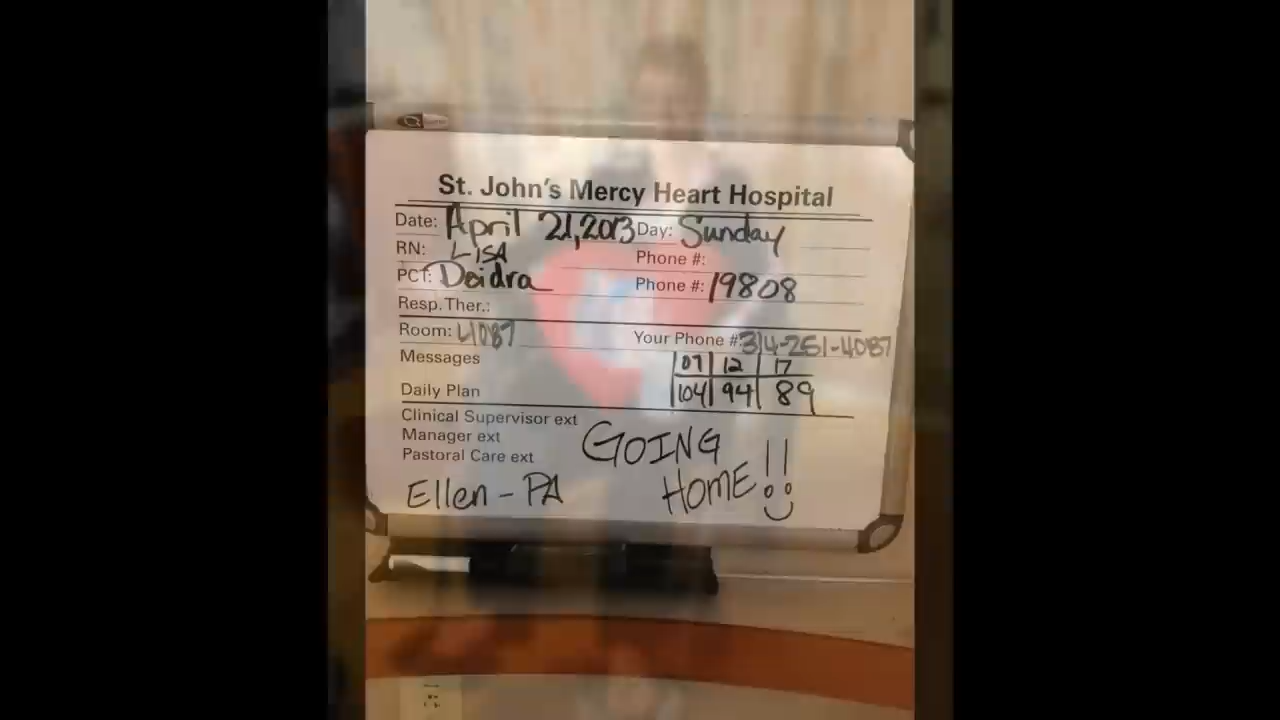 St. John's Mercy Heart Hospital
Date: April 21, 2013 Day: Sunday
RN: LISA Phone #:
PCT: Deidra Phone #: 19808
Resp. Ther.:
Room: 4087 Your Phone #: 314-251-4087
Messages 07 12 17
Daily Plan 104 94 89
Clinical Supervisor ext
Manager ext GOING
Pastoral Care ext
Ellen - PA HOME!!